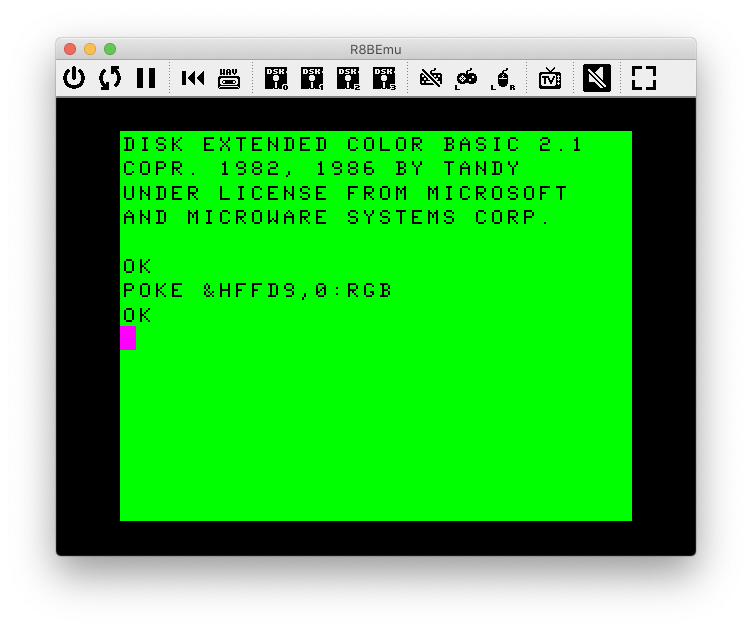 R8BEmu
WAV
DSK 0
DSK 1
DSK 2
DSK 3
L
L R
TV
DISK EXTENDED COLOR BASIC 2.1
COPR. 1982, 1986 BY TANDY
UNDER LICENSE FROM MICROSOFT
AND MICROWARE SYSTEMS CORP.
OK
POKE &HFFD9,0:RGB
OK